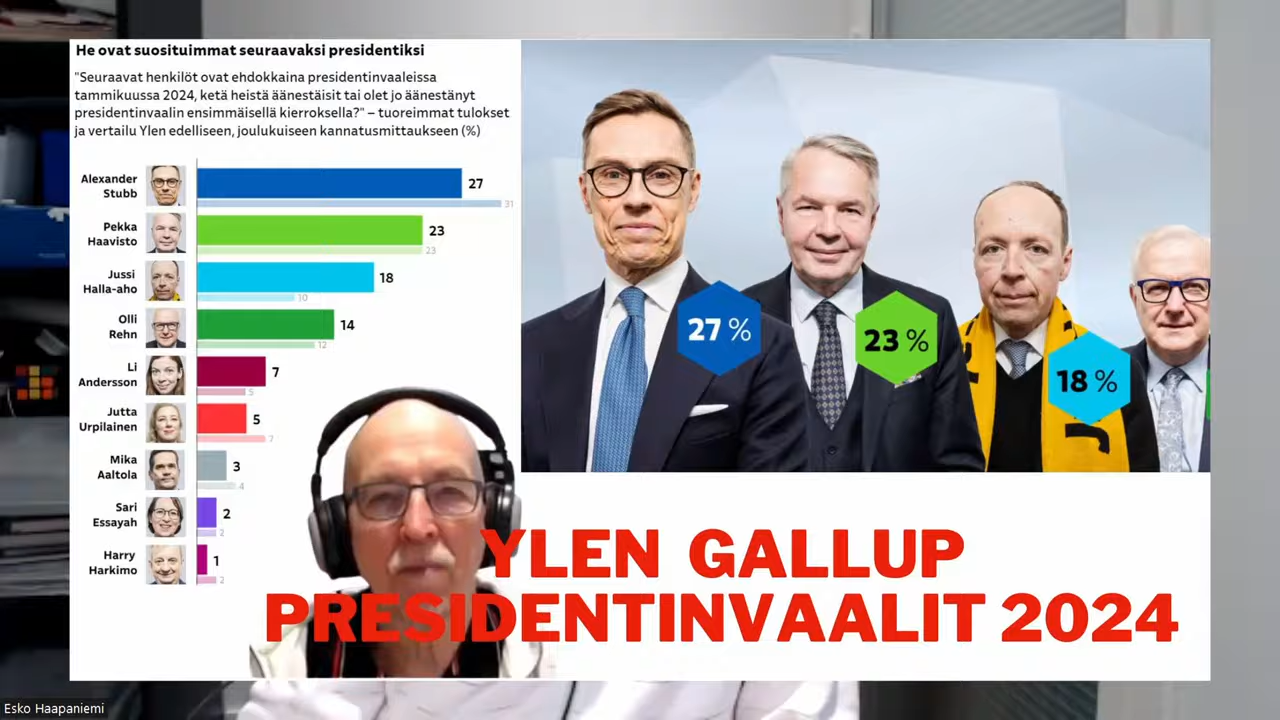 He ovat suosituimmat seuraavaksi presidentiksi
"Seuraavat henkilöt ovat ehdokkaina presidentinvaaleissa
tammikuussa 2024, ketä heistä äänestäisit tai olet jo äänestänyt
presidentinvaalin ensimmäisellä kierroksella?" – tuoreimmat tulokset
ja vertailu Ylen edelliseen, joulukuiseen kannatusmittaukseen (%)
Alexander
Stubb
27
31
Pekka
Haavisto
23
23
Jussi
Halla-aho
18
10
Olli
Rehn
14
12
Li
Andersson
7
5
Jutta
Urpilainen
5
7
Mika
Aaltola
3
4
Sari
Essayah
2
2
Harry
Harkimo
1
2
27 %
23 %
18 %
YLEN GALLUP
PRESIDENTINVAALIT 2024
Esko Haapaniemi